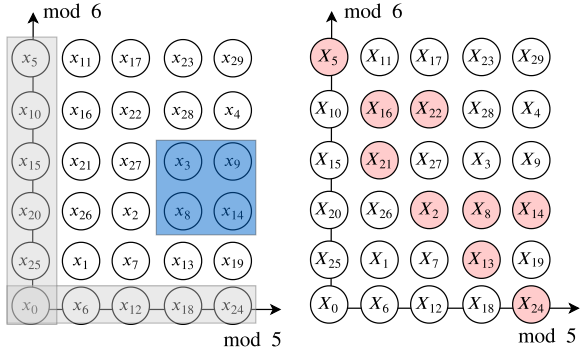 mod 6 mod 6
x₅ x₁₁ x₁₇ x₂₃ x₂₉ X₅ X₁₁ X₁₇ X₂₃ X₂₉
x₁₀ x₁₆ x₂₂ x₂₈ x₄ X₁₀ X₁₆ X₂₂ X₂₈ X₄
x₁₅ x₂₁ x₂₇ x₃ x₉ X₁₅ X₂₁ X₂₇ X₃ X₉
x₂₀ x₂₆ x₂ x₈ x₁₄ X₂₀ X₂₆ X₂ X₈ X₁₄
x₂₅ x₁ x₇ x₁₃ x₁₉ X₂₅ X₁ X₇ X₁₃ X₁₉
x₀ x₆ x₁₂ x₁₈ x₂₄ X₀ X₆ X₁₂ X₁₈ X₂₄
mod 5 mod 5